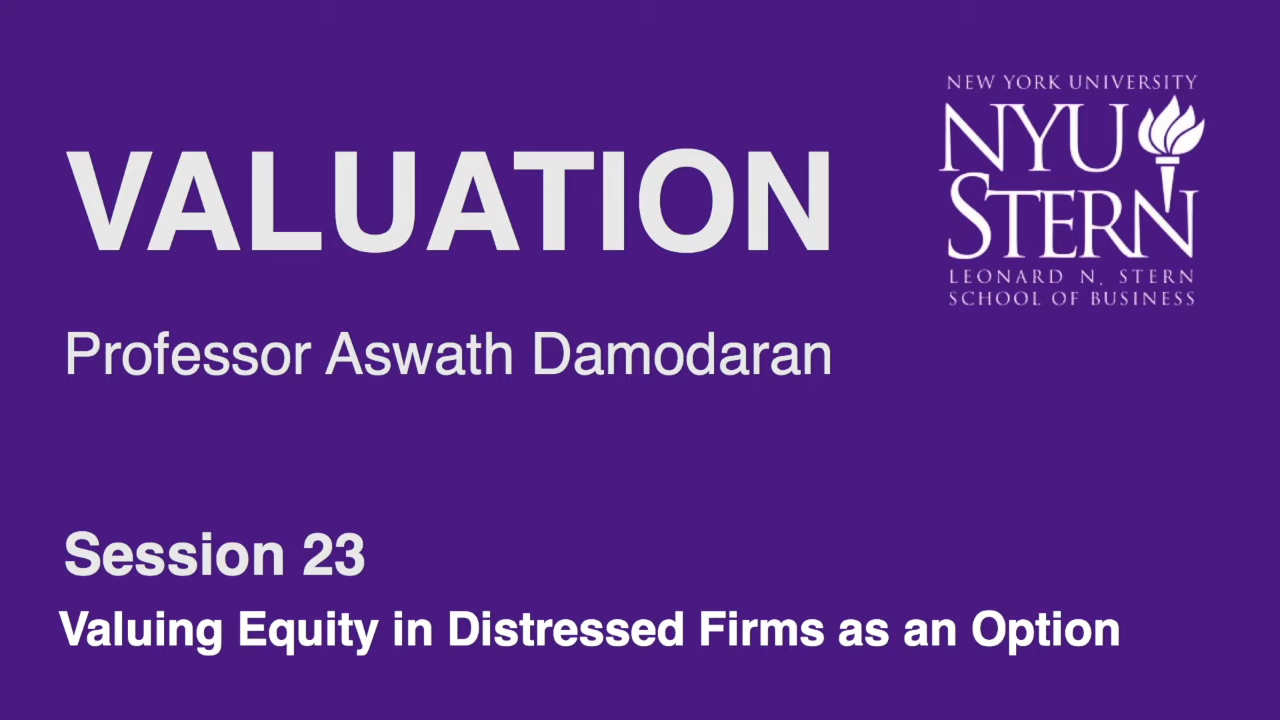 VALUATION
Professor Aswath Damodaran
NEW YORK UNIVERSITY
NYU
STERN
LEONARD N. STERN
SCHOOL OF BUSINESS
Session 23
Valuing Equity in Distressed Firms as an Option